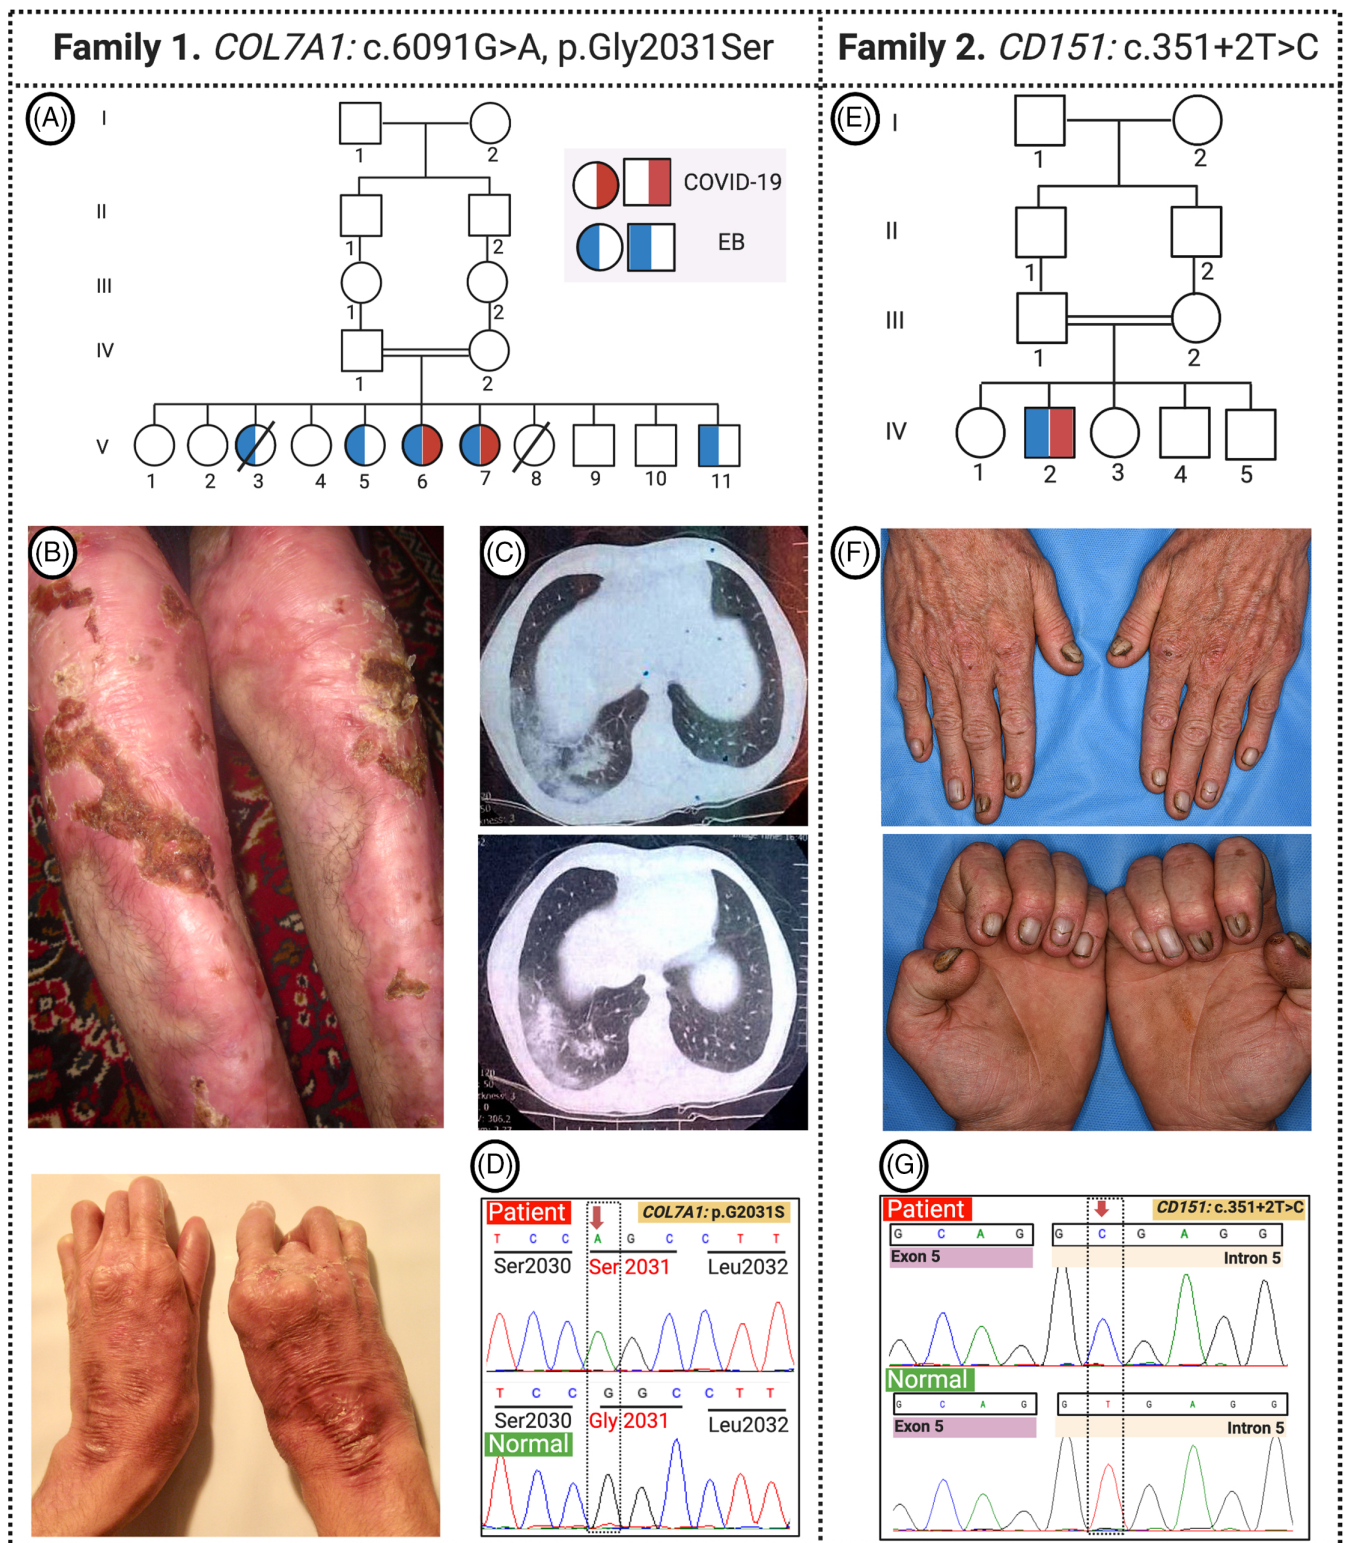 Family 1. COL7A1: c.6091G>A, p.Gly2031Ser
(A)
I
1
2
II
1
2
III
1
2
IV
1
2
V
1 2 3 4 5 6 7 8 9 10 11
COVID-19
EB
(B)
(C)
(D)
Patient
COL7A1: p.G2031S
T C C A G C C T T
Ser2030 Ser 2031 Leu2032
T C C G G C C T T
Ser2030 Gly 2031 Leu2032
Normal
Family 2. CD151: c.351+2T>C
(E)
I
1
2
II
1
2
III
1
2
IV
1 2 3 4 5
(F)
(G)
Patient
CD151: c.351+2T>C
G C A G G C G A G G
Exon 5 Intron 5
Normal
G C A G G T G A G G
Exon 5 Intron 5